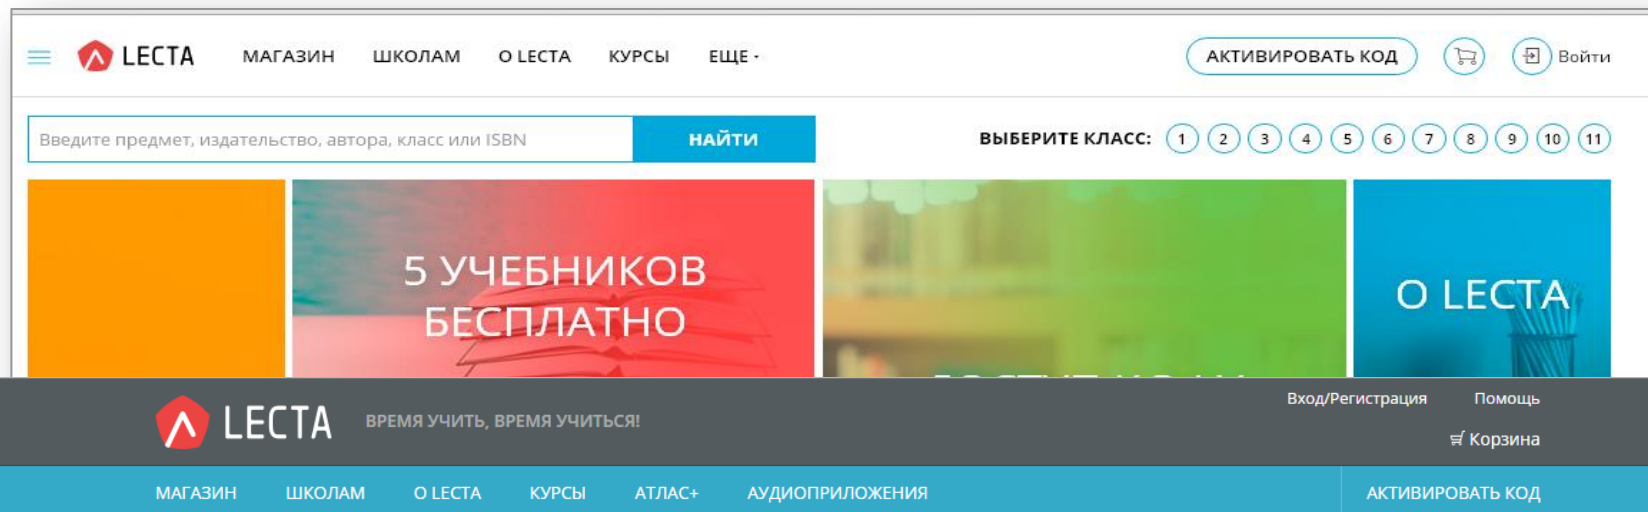 LECTA МАГАЗИН ШКОЛАМ О LECTA КУРСЫ ЕЩЕ АКТИВИРОВАТЬ КОД Войти
Введите предмет, издательство, автора, класс или ISBN НАЙТИ ВЫБЕРИТЕ КЛАСС: 1 2 3 4 5 6 7 8 9 10 11
5 УЧЕБНИКОВ
БЕСПЛАТНО
О LECTA
Вход/Регистрация Помощь
LECTA ВРЕМЯ УЧИТЬ, ВРЕМЯ УЧИТЬСЯ!
Корзина
МАГАЗИН ШКОЛАМ О LECTA КУРСЫ АТЛАС+ АУДИОПРИЛОЖЕНИЯ АКТИВИРОВАТЬ КОД